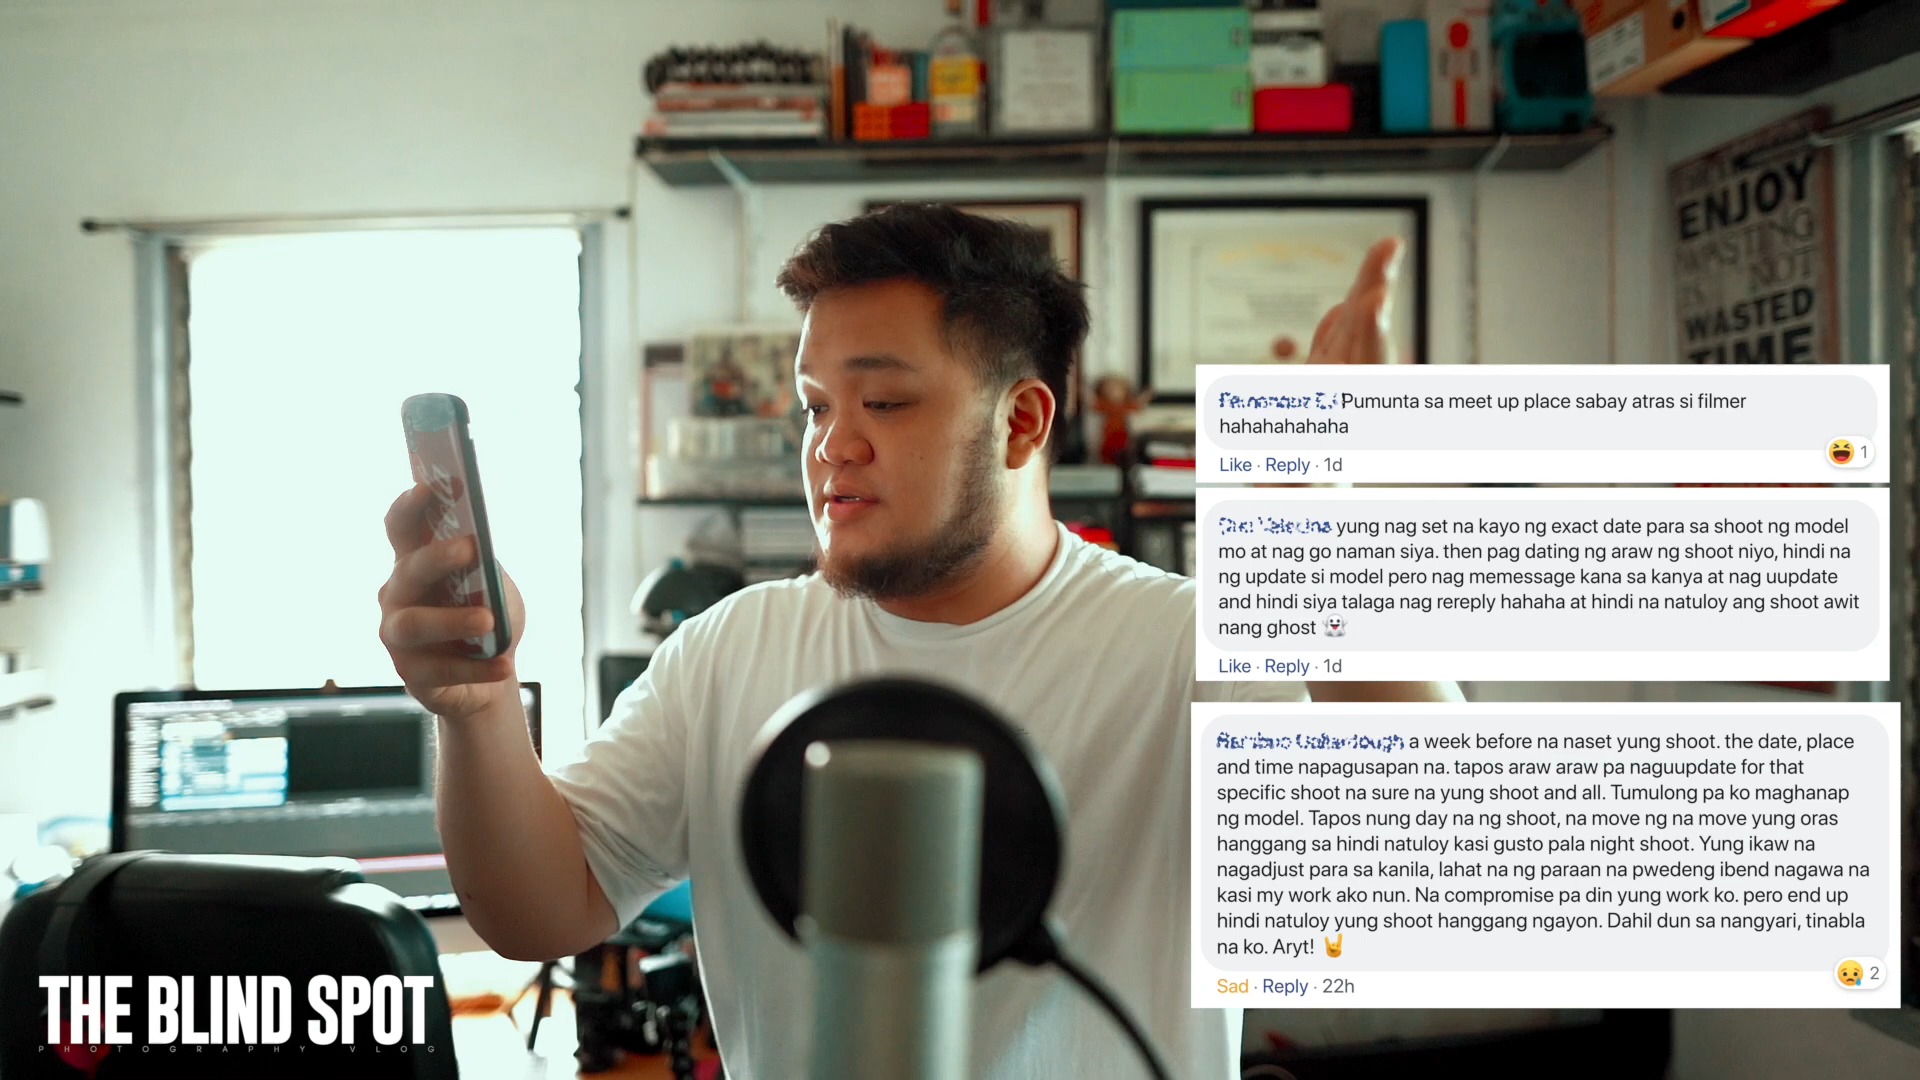 ENJOY
WASTING
IS NOT
WASTED
TIME
Pumunta sa meet up place sabay atras si filmer
hahahahahaha
1
Like · Reply · 1d
yung nag set na kayo ng exact date para sa shoot ng model
mo at nag go naman siya. then pag dating ng araw ng shoot niyo, hindi na
ng update si model pero nag memessage kana sa kanya at nag uupdate
and hindi siya talaga nag rereply hahaha at hindi na natuloy ang shoot awit
nang ghost 👻
Like · Reply · 1d
a week before na naset yung shoot. the date, place
and time napagusapan na. tapos araw araw pa naguupdate for that
specific shoot na sure na yung shoot and all. Tumulong pa ko maghanap
ng model. Tapos nung day na ng shoot, na move ng na move yung oras
hanggang sa hindi natuloy kasi gusto pala night shoot. Yung ikaw na
nagadjust para sa kanila, lahat na ng paraan na pwedeng ibend nagawa na
kasi my work ako nun. Na compromise pa din yung work ko. pero end up
hindi natuloy yung shoot hanggang ngayon. Dahil dun sa nangyari, tinabla
na ko. Aryt! 🤘
2
Sad · Reply · 22h
THE BLIND SPOT
PHOTOGRAPHY VLOG